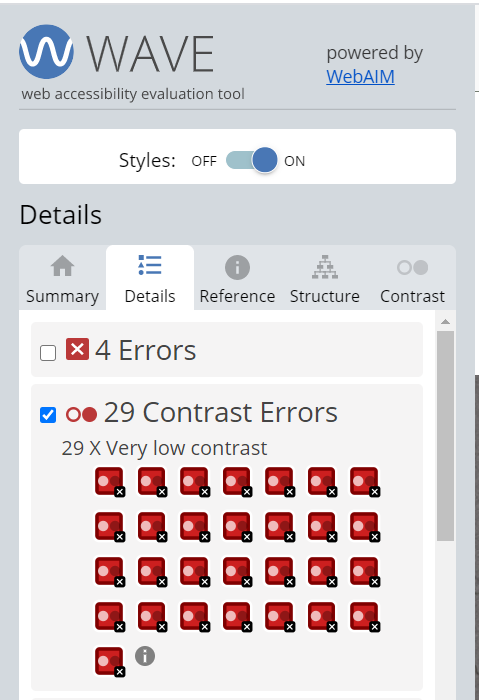 WAVE
powered by
WebAIM
web accessibility evaluation tool
Styles: OFF ON
Details
Summary Details Reference Structure Contrast
4 Errors
29 Contrast Errors
29 X Very low contrast